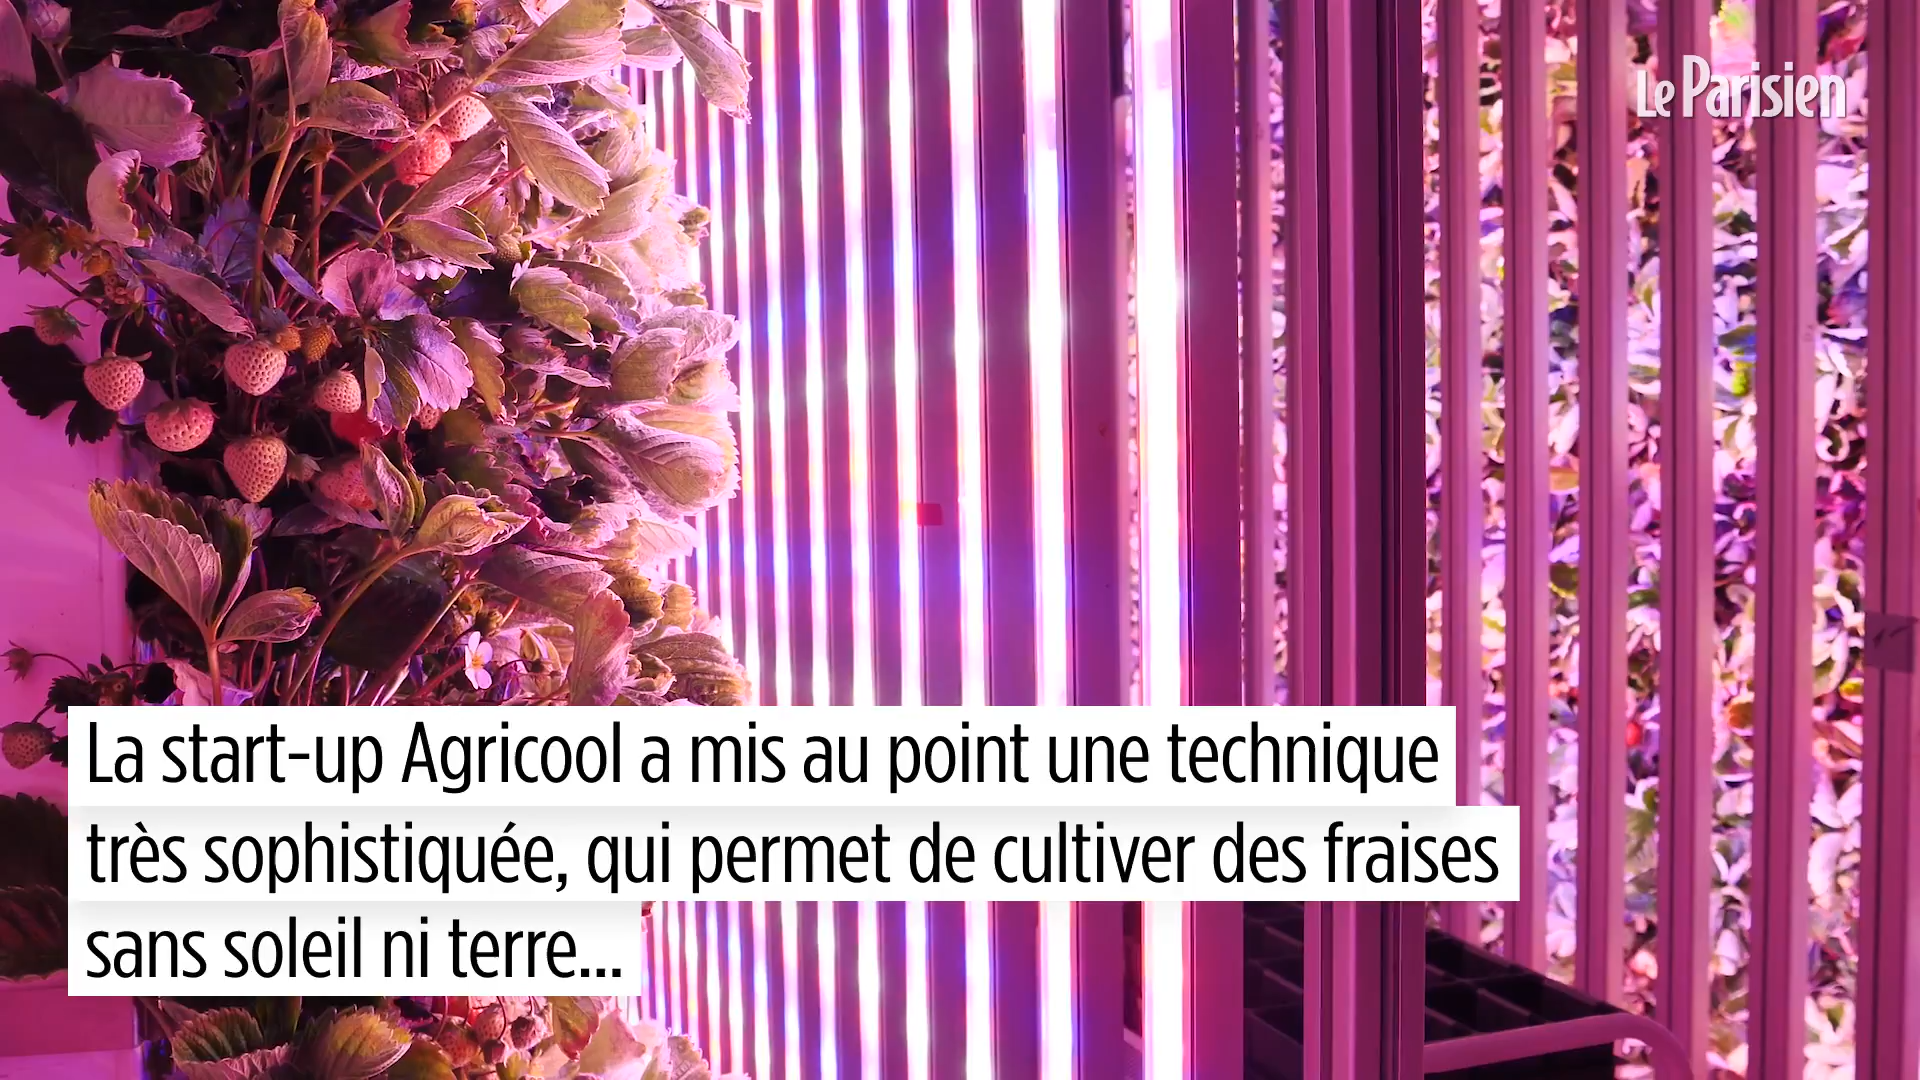 Le Parisien
La start-up Agricool a mis au point une technique
très sophistiquée, qui permet de cultiver des fraises
sans soleil ni terre...